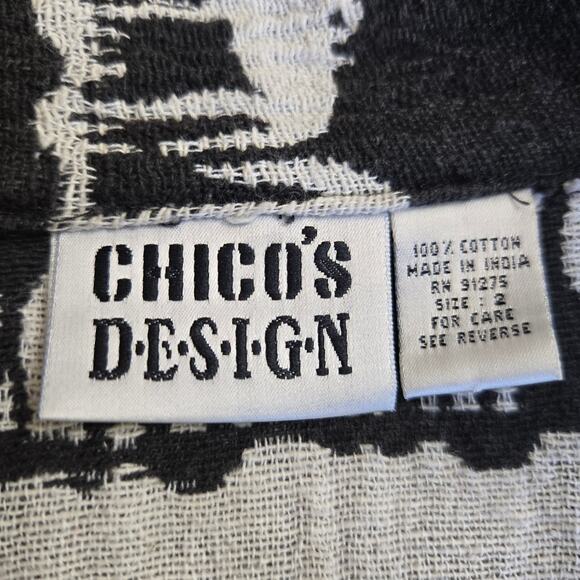 CHICO'S
D·E·S·I·G·N
100% COTTON
MADE IN INDIA
RN 91275
SIZE : 2
FOR CARE
SEE REVERSE